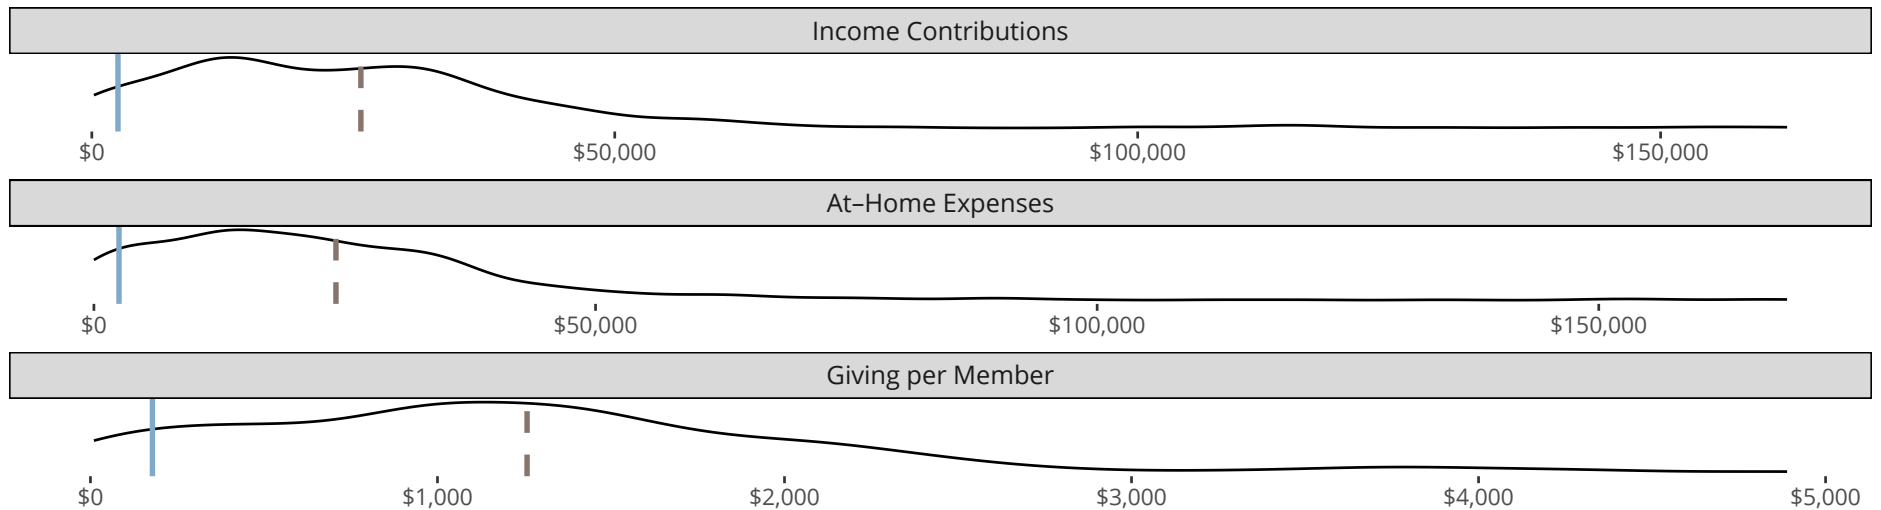 Income Contributions
$0 $50,000 $100,000 $150,000
At–Home Expenses
$0 $50,000 $100,000 $150,000
Giving per Member
$0 $1,000 $2,000 $3,000 $4,000 $5,000